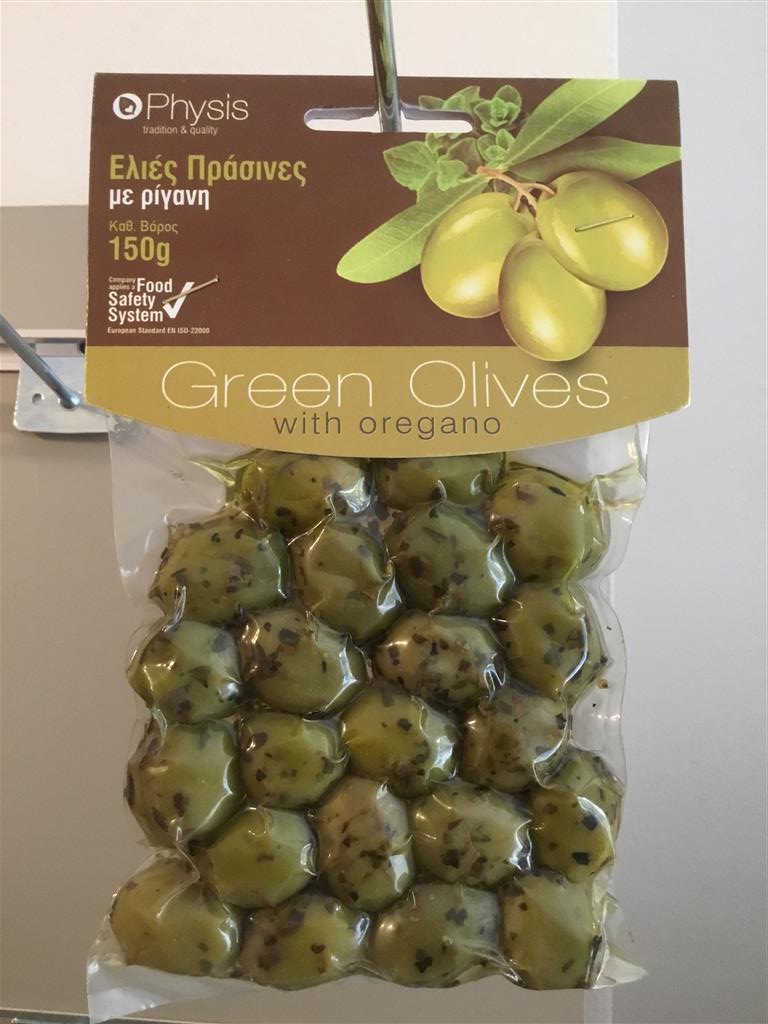 Physis
tradition & quality
Ελιές Πράσινες
με ρίγανη
Καθ. Βάρος
150g
Company
applies a Food
Safety
System
European Standard EN ISO-22000
Green Olives
with oregano